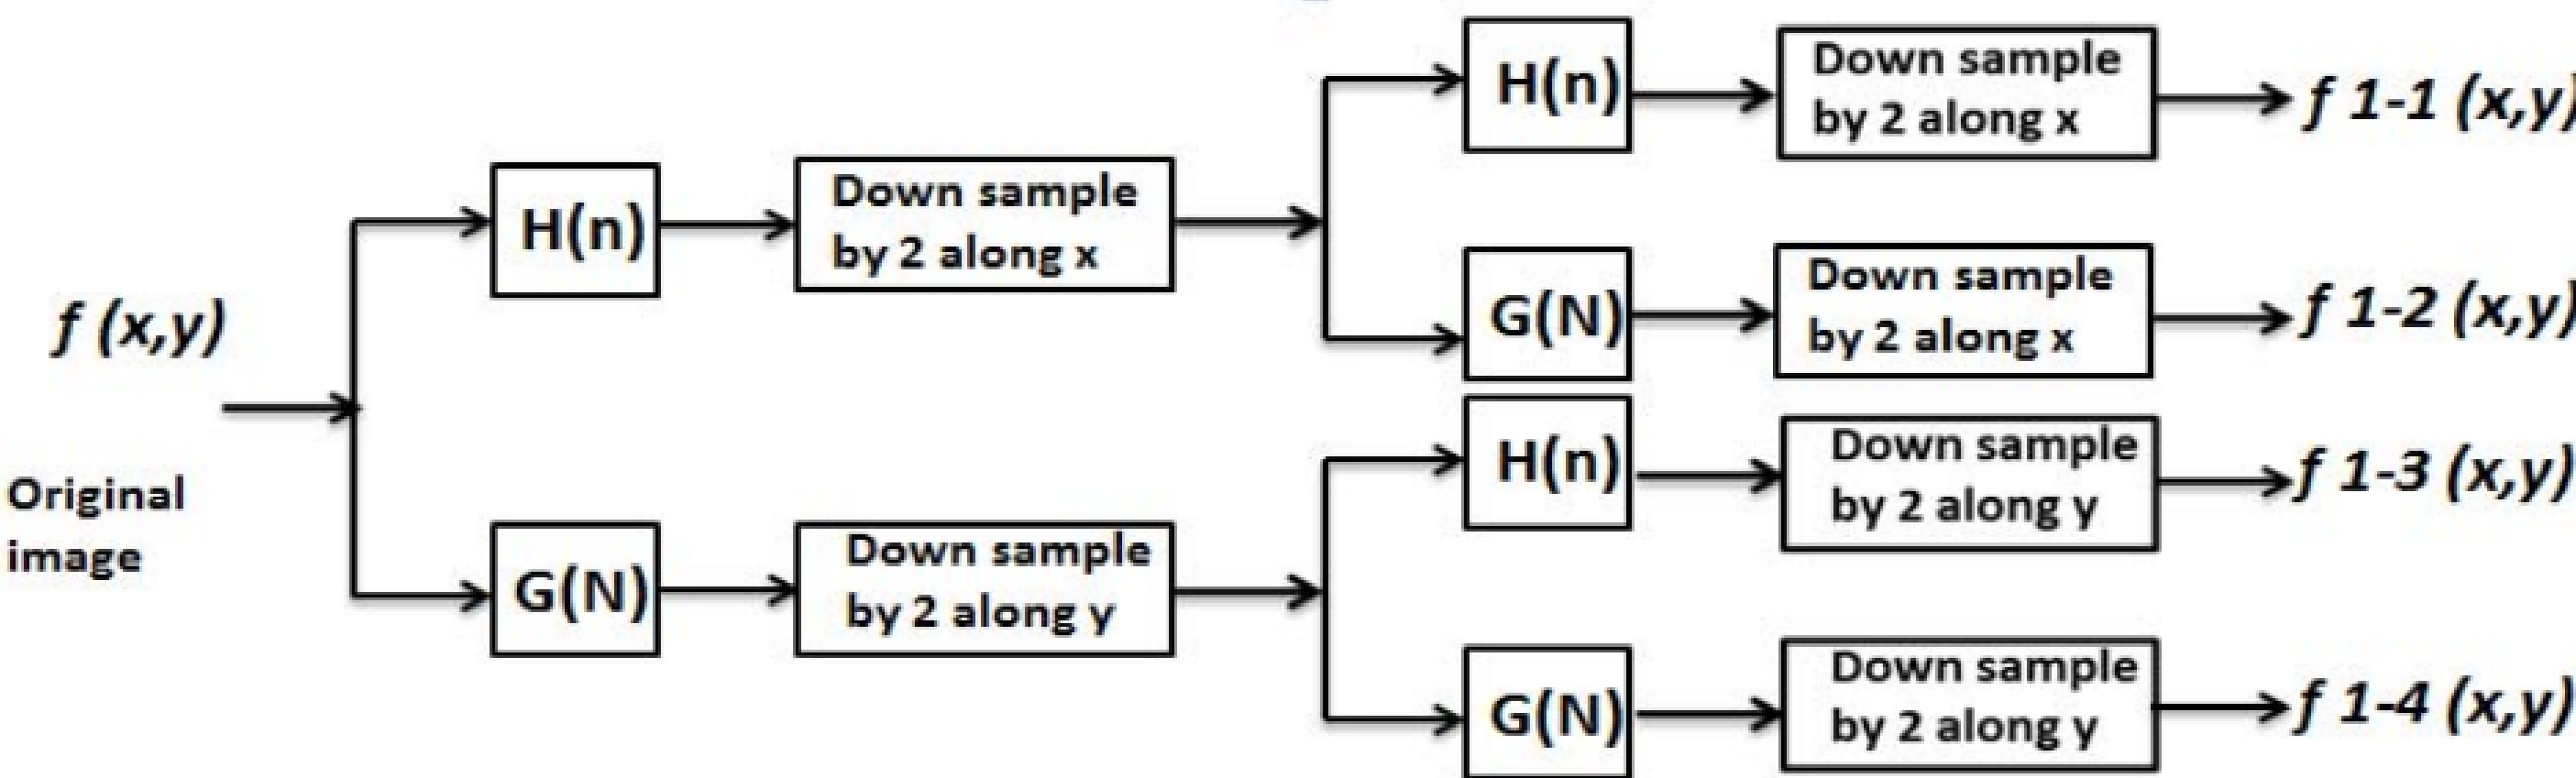 f (x,y)
Original
image
H(n)
Down sample
by 2 along x
G(N)
Down sample
by 2 along y
H(n)
Down sample
by 2 along x
f 1-1 (x,y)
G(N)
Down sample
by 2 along x
f 1-2 (x,y)
H(n)
Down sample
by 2 along y
f 1-3 (x,y)
G(N)
Down sample
by 2 along y
f 1-4 (x,y)